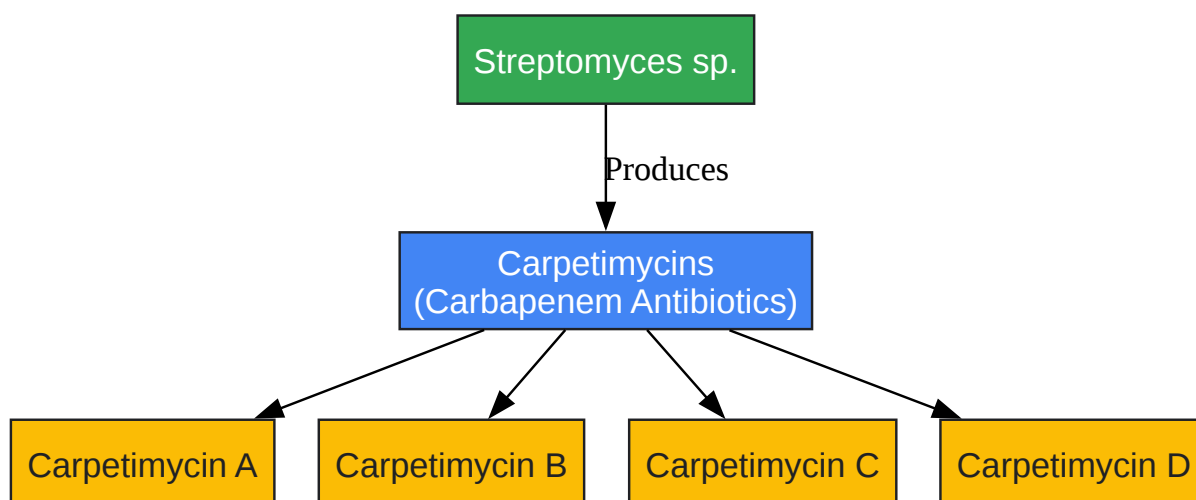 Streptomyces sp.
Produces
Carpetimycins
(Carbapenem Antibiotics)
Carpetimycin A
Carpetimycin B
Carpetimycin C
Carpetimycin D